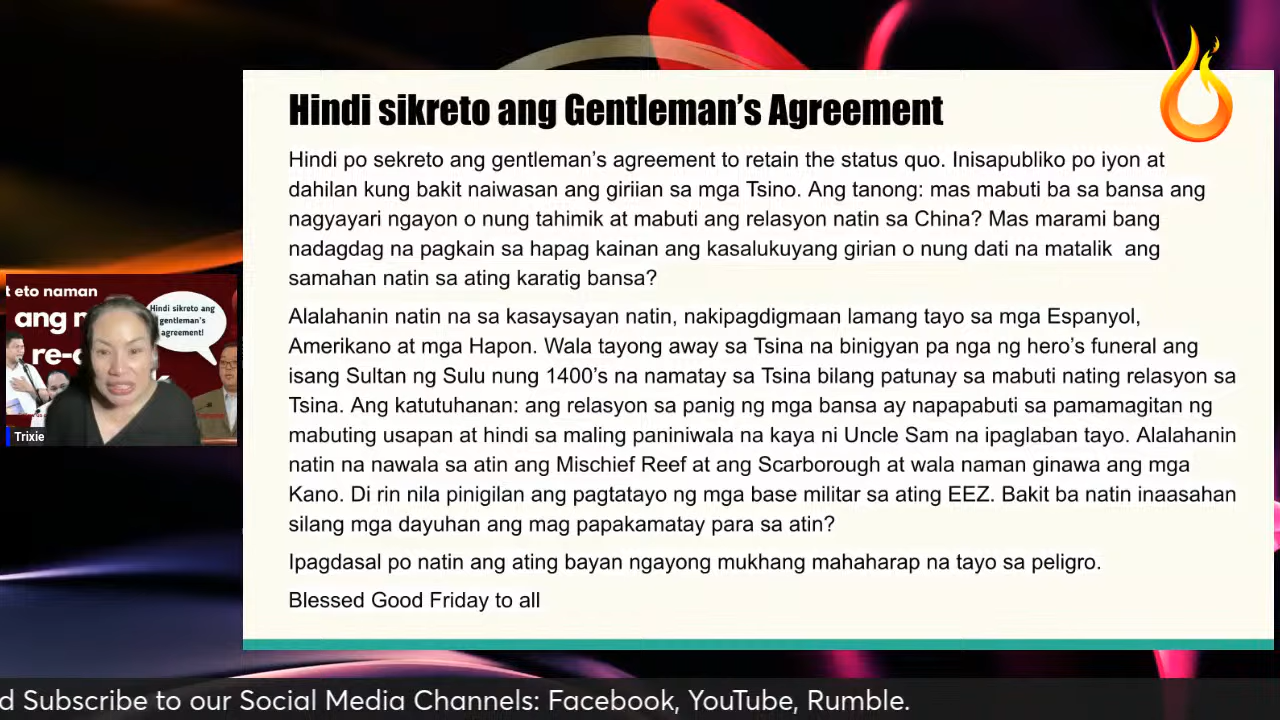 Hindi sikreto ang Gentleman's Agreement
Hindi po sekreto ang gentleman's agreement to retain the status quo. Inisapubliko po iyon at
dahilan kung bakit naiwasan ang giriian sa mga Tsino. Ang tanong: mas mabuti ba sa bansa ang
nagyayari ngayon o nung tahimik at mabuti ang relasyon natin sa China? Mas marami bang
nadagdag na pagkain sa hapag kainan ang kasalukuyang girian o nung dati na matalik ang
samahan natin sa ating karatig bansa?
Alalahanin natin na sa kasaysayan natin, nakipagdigmaan lamang tayo sa mga Espanyol,
Amerikano at mga Hapon. Wala tayong away sa Tsina na binigyan pa nga ng hero's funeral ang
isang Sultan ng Sulu nung 1400's na namatay sa Tsina bilang patunay sa mabuti nating relasyon sa
Tsina. Ang katutuhanan: ang relasyon sa panig ng mga bansa ay napapabuti sa pamamagitan ng
mabuting usapan at hindi sa maling paniniwala na kaya ni Uncle Sam na ipaglaban tayo. Alalahanin
natin na nawala sa atin ang Mischief Reef at ang Scarborough at wala naman ginawa ang mga
Kano. Di rin nila pinigilan ang pagtatayo ng mga base militar sa ating EEZ. Bakit ba natin inaasahan
silang mga dayuhan ang mag papakamatay para sa atin?
Ipagdasal po natin ang ating bayan ngayong mukhang mahaharap na tayo sa peligro.
Blessed Good Friday to all
t eto naman
ang
re-
Hindi sikreto ang
gentleman's
agreement!
Trixie
d Subscribe to our Social Media Channels: Facebook, YouTube, Rumble.